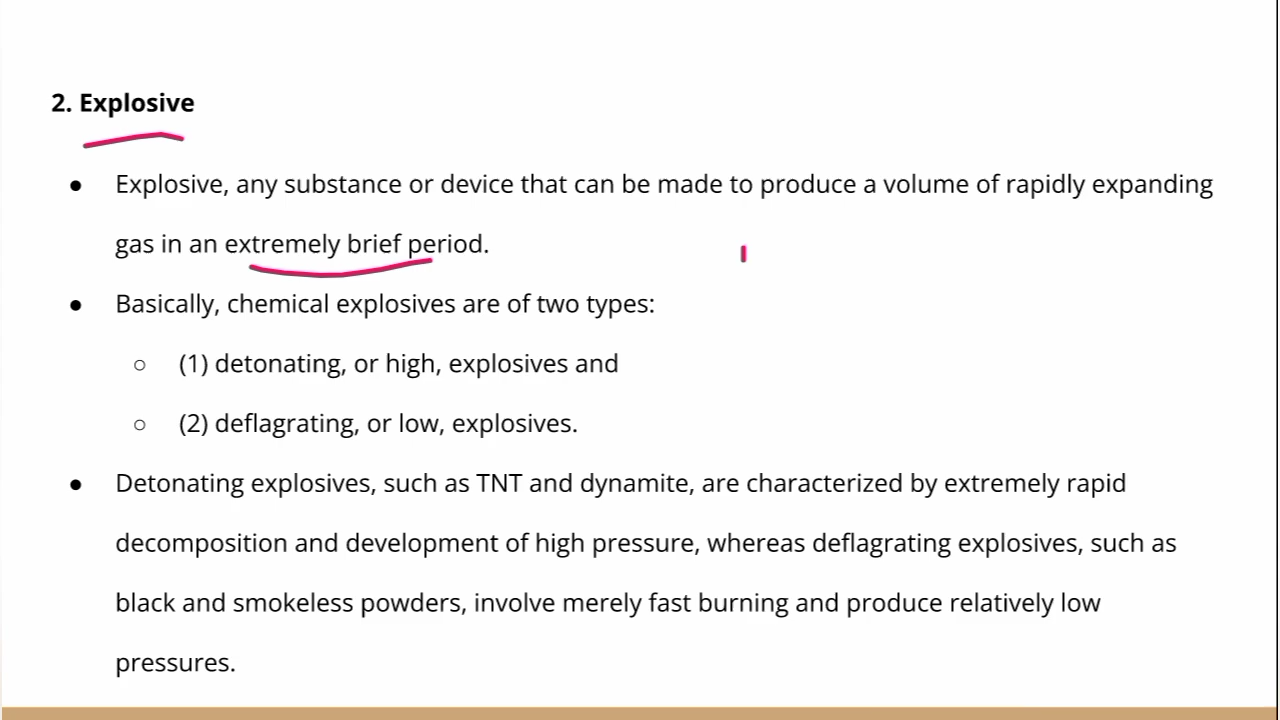 2. Explosive
● Explosive, any substance or device that can be made to produce a volume of rapidly expanding
gas in an extremely brief period.
● Basically, chemical explosives are of two types:
○ (1) detonating, or high, explosives and
○ (2) deflagrating, or low, explosives.
● Detonating explosives, such as TNT and dynamite, are characterized by extremely rapid
decomposition and development of high pressure, whereas deflagrating explosives, such as
black and smokeless powders, involve merely fast burning and produce relatively low
pressures.